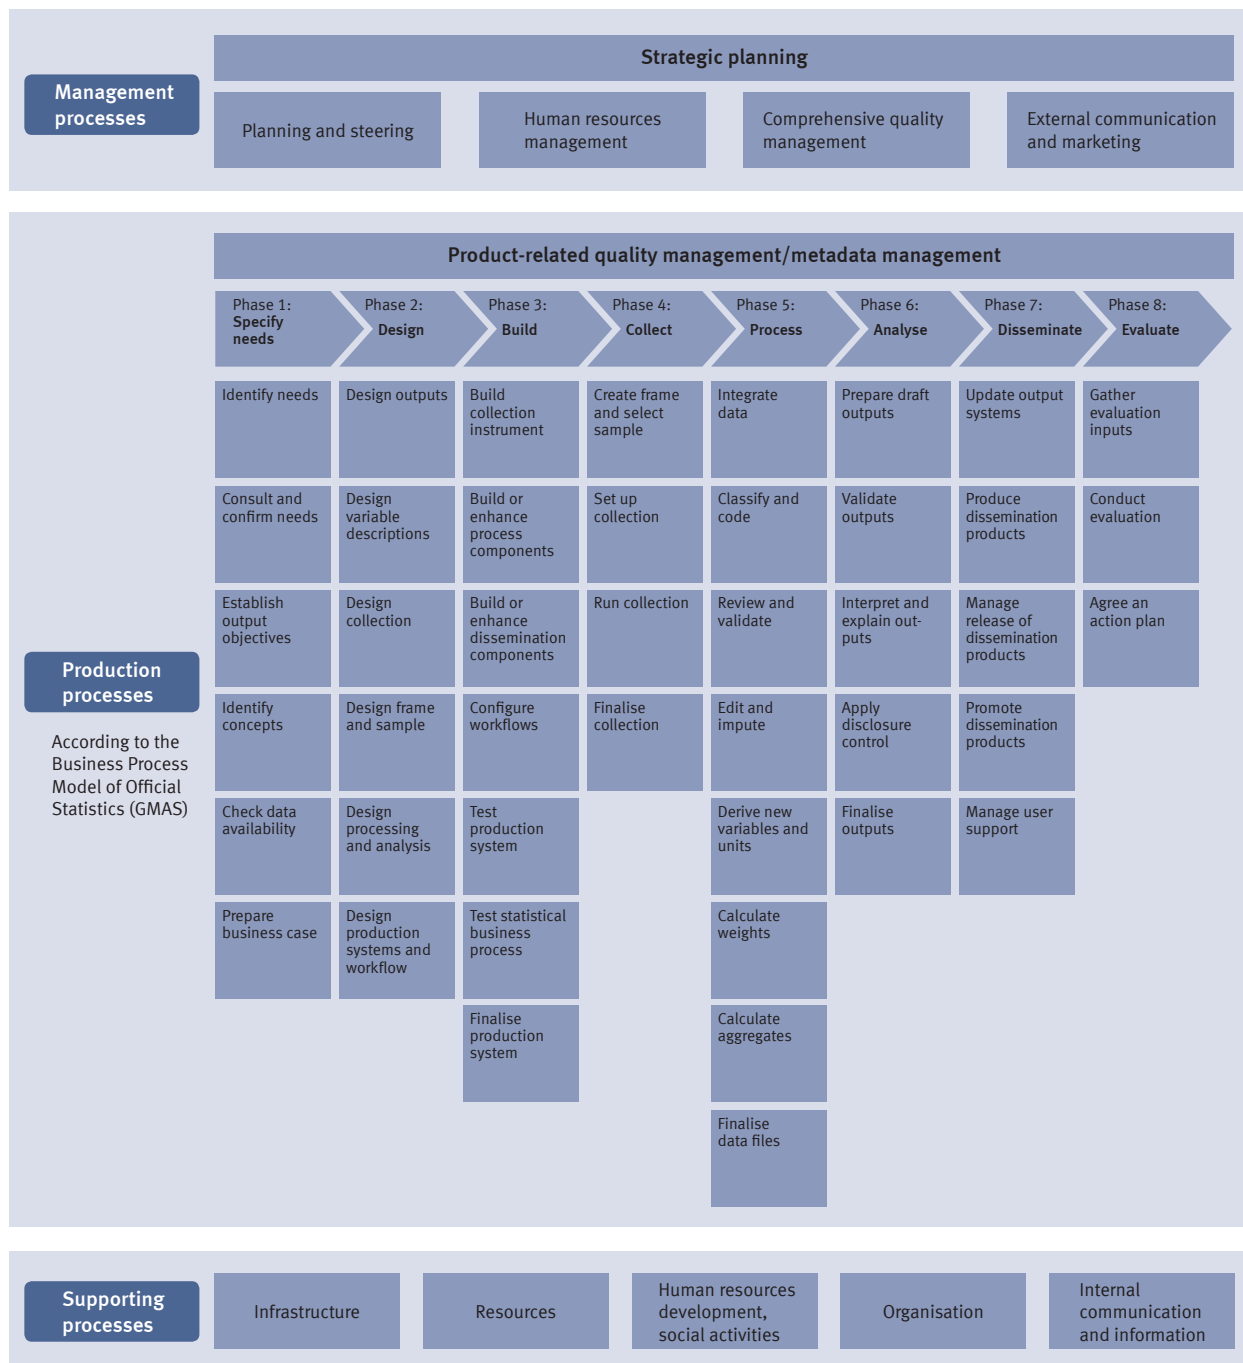 Management
processes
Strategic planning
Planning and steering
Human resources
management
Comprehensive quality
management
External communication
and marketing
Production
processes
According to the
Business Process
Model of Official
Statistics (GMAS)
Product-related quality management/metadata management
Phase 1:
Specify
needs
Phase 2:
Design
Phase 3:
Build
Phase 4:
Collect
Phase 5:
Process
Phase 6:
Analyse
Phase 7:
Disseminate
Phase 8:
Evaluate
Identify needs
Consult and
confirm needs
Establish
output
objectives
Identify
concepts
Check data
availability
Prepare
business case
Design outputs
Design
variable
descriptions
Design
collection
Design frame
and sample
Design
processing
and analysis
Design
production
systems and
workflow
Build
collection
instrument
Build or
enhance
process
components
Build or
enhance
dissemination
components
Configure
workflows
Test
production
system
Test statistical
business
process
Finalise
production
system
Create frame
and select
sample
Set up
collection
Run collection
Finalise
collection
Integrate
data
Classify and
code
Review and
validate
Edit and
impute
Derive new
variables and
units
Calculate
weights
Calculate
aggregates
Finalise
data files
Prepare draft
outputs
Validate
outputs
Interpret and
explain out-
puts
Apply
disclosure
control
Finalise
outputs
Update output
systems
Produce
dissemination
products
Manage
release of
dissemination
products
Promote
dissemination
products
Manage user
support
Gather
evaluation
inputs
Conduct
evaluation
Agree an
action plan
Supporting
processes
Infrastructure
Resources
Human resources
development,
social activities
Organisation
Internal
communication
and information